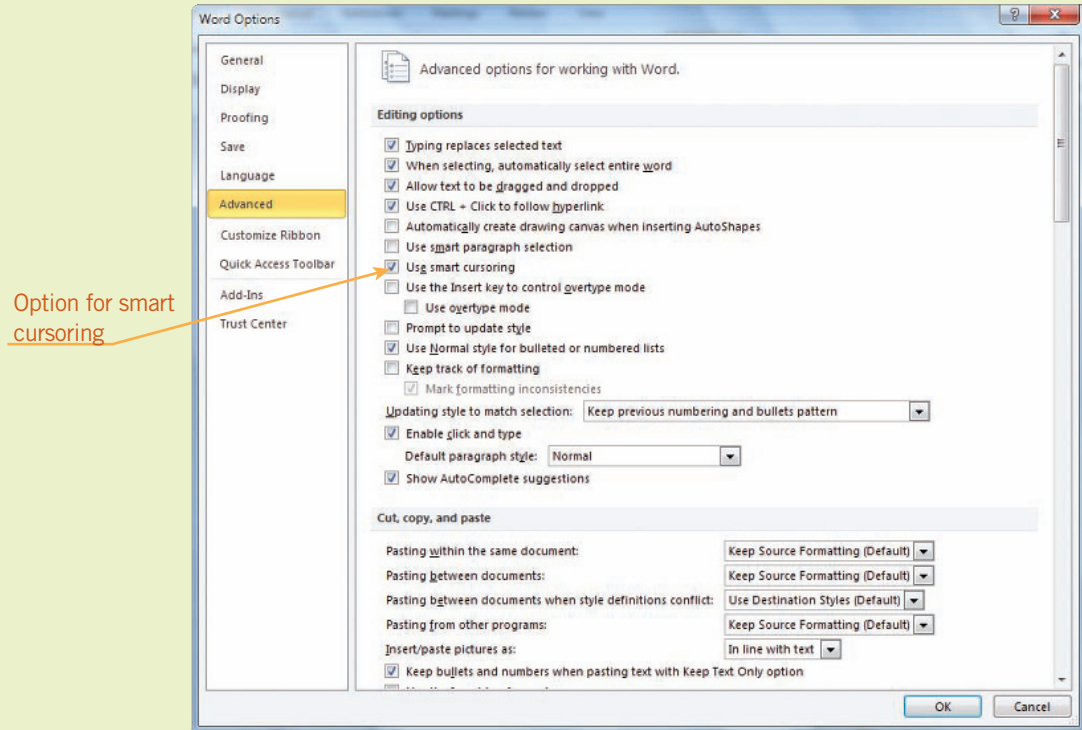 Word Options
General
Display
Proofing
Save
Language
Advanced
Customize Ribbon
Quick Access Toolbar
Add-Ins
Trust Center
Option for smart
cursoring
Advanced options for working with Word.
Editing options
Typing replaces selected text
When selecting, automatically select entire word
Allow text to be dragged and dropped
Use CTRL + Click to follow hyperlink
Automatically create drawing canvas when inserting AutoShapes
Use smart paragraph selection
Use smart cursoring
Use the Insert key to control overtype mode
Use overtype mode
Prompt to update style
Use Normal style for bulleted or numbered lists
Keep track of formatting
Mark formatting inconsistencies
Updating style to match selection: Keep previous numbering and bullets pattern
Enable click and type
Default paragraph style: Normal
Show AutoComplete suggestions
Cut, copy, and paste
Pasting within the same document: Keep Source Formatting (Default)
Pasting between documents: Keep Source Formatting (Default)
Pasting between documents when style definitions conflict: Use Destination Styles (Default)
Pasting from other programs: Keep Source Formatting (Default)
Insert/paste pictures as: In line with text
Keep bullets and numbers when pasting text with Keep Text Only option
OK Cancel